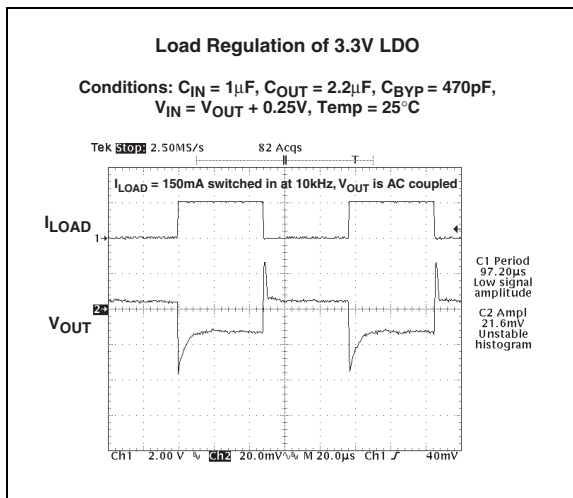 Load Regulation of 3.3V LDO
Conditions: CIN = 1μF, COUT = 2.2μF, CBYP = 470pF,
VIN = VOUT + 0.25V, Temp = 25°C
Tek Stop: 2.50MS/s 82 Acqs
T
ILOAD = 150mA switched in at 10kHz, VOUT is AC coupled
ILOAD
1
C1 Period
97.20μs
Low signal
amplitude
2
VOUT
C2 Ampl
21.6mV
Unstable
histogram
Ch1 2.00 V Ch2 20.0mV M 20.0μs Ch1 40mV